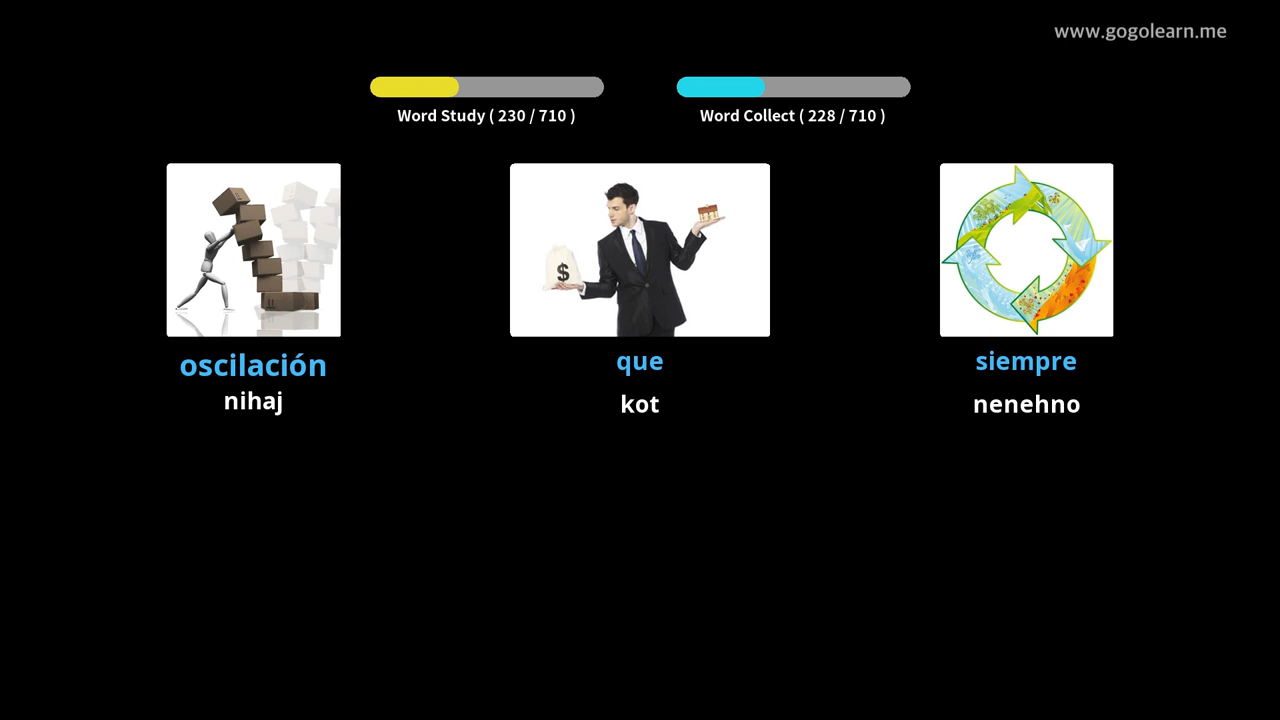 www.gogolearn.me
Word Study ( 230 / 710 )
Word Collect ( 228 / 710 )
$
oscilación
que
siempre
nihaj
kot
nenehno